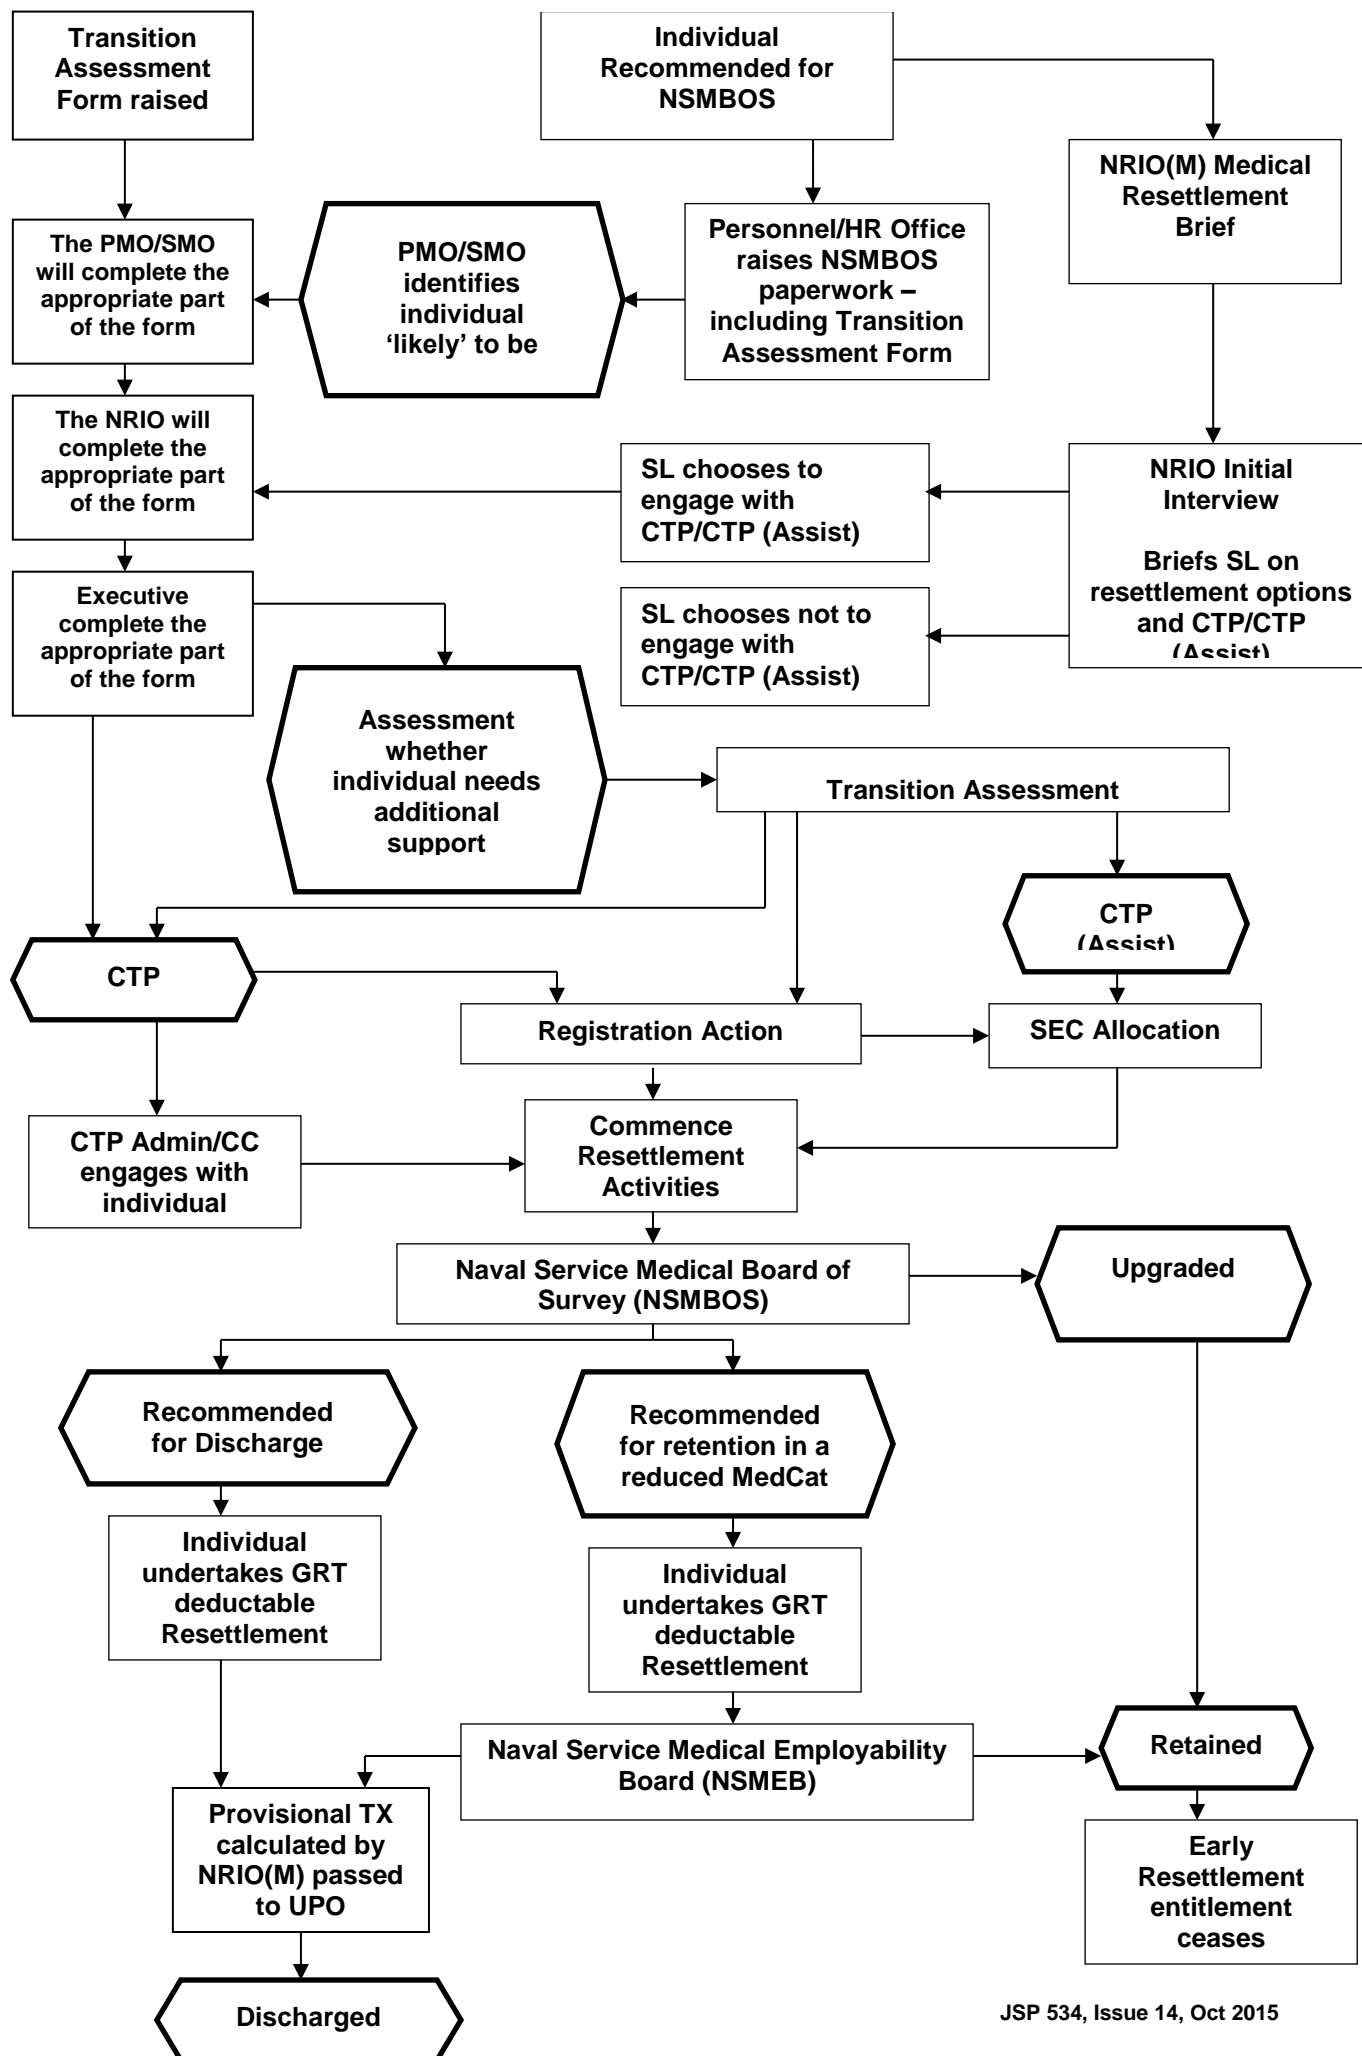 Transition
Assessment
Form raised
Individual
Recommended for
NSMBOS
NRIO(M) Medical
Resettlement
Brief
The PMO/SMO
will complete the
appropriate part
of the form
PMO/SMO
identifies
individual
‘likely’ to be
Personnel/HR Office
raises NSMBOS
paperwork –
including Transition
Assessment Form
The NRIO will
complete the
appropriate part
of the form
SL chooses to
engage with
CTP/CTP (Assist)
NRIO Initial
Interview
Briefs SL on
resettlement options
and CTP/CTP
(Assist)
Executive
complete the
appropriate part
of the form
SL chooses not to
engage with
CTP/CTP (Assist)
Assessment
whether
individual needs
additional
support
Transition Assessment
CTP
(Assist)
CTP
Registration Action
SEC Allocation
CTP Admin/CC
engages with
individual
Commence
Resettlement
Activities
Naval Service Medical Board of
Survey (NSMBOS)
Upgraded
Recommended
for Discharge
Recommended
for retention in a
reduced MedCat
Individual
undertakes GRT
deductable
Resettlement
Individual
undertakes GRT
deductable
Resettlement
Naval Service Medical Employability
Board (NSMEB)
Retained
Provisional TX
calculated by
NRIO(M) passed
to UPO
Early
Resettlement
entitlement
ceases
Discharged
JSP 534, Issue 14, Oct 2015